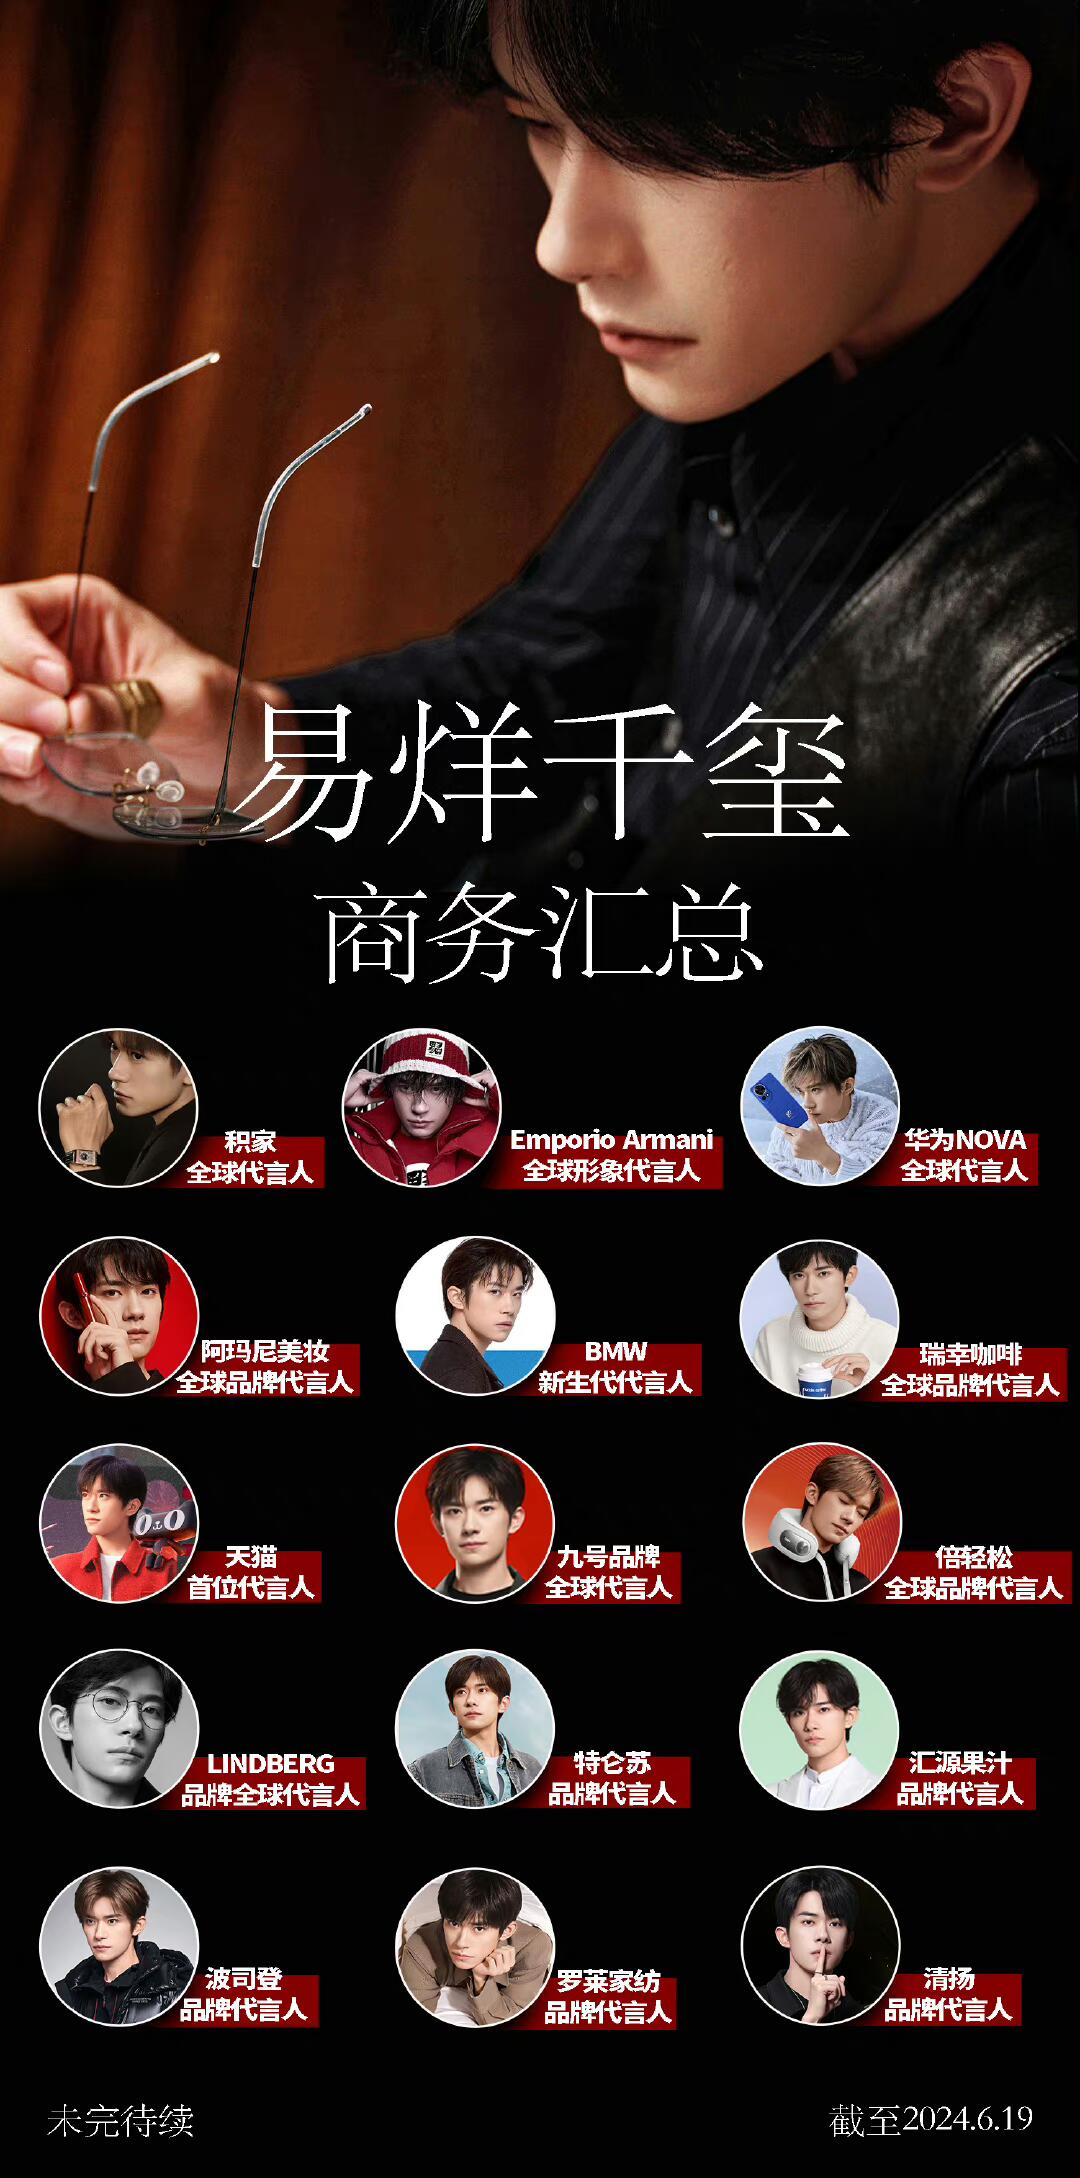 易烊千玺
商务汇总
积家
全球代言人
Emporio Armani
全球形象代言人
华为NOVA
全球代言人
阿玛尼美妆
全球品牌代言人
BMW
新生代代言人
瑞幸咖啡
全球品牌代言人
天猫
首位代言人
九号品牌
全球代言人
倍轻松
全球品牌代言人
LINDBERG
品牌全球代言人
特仑苏
品牌代言人
汇源果汁
品牌代言人
波司登
品牌代言人
罗莱家纺
品牌代言人
清扬
品牌代言人
未完待续
截至2024.6.19